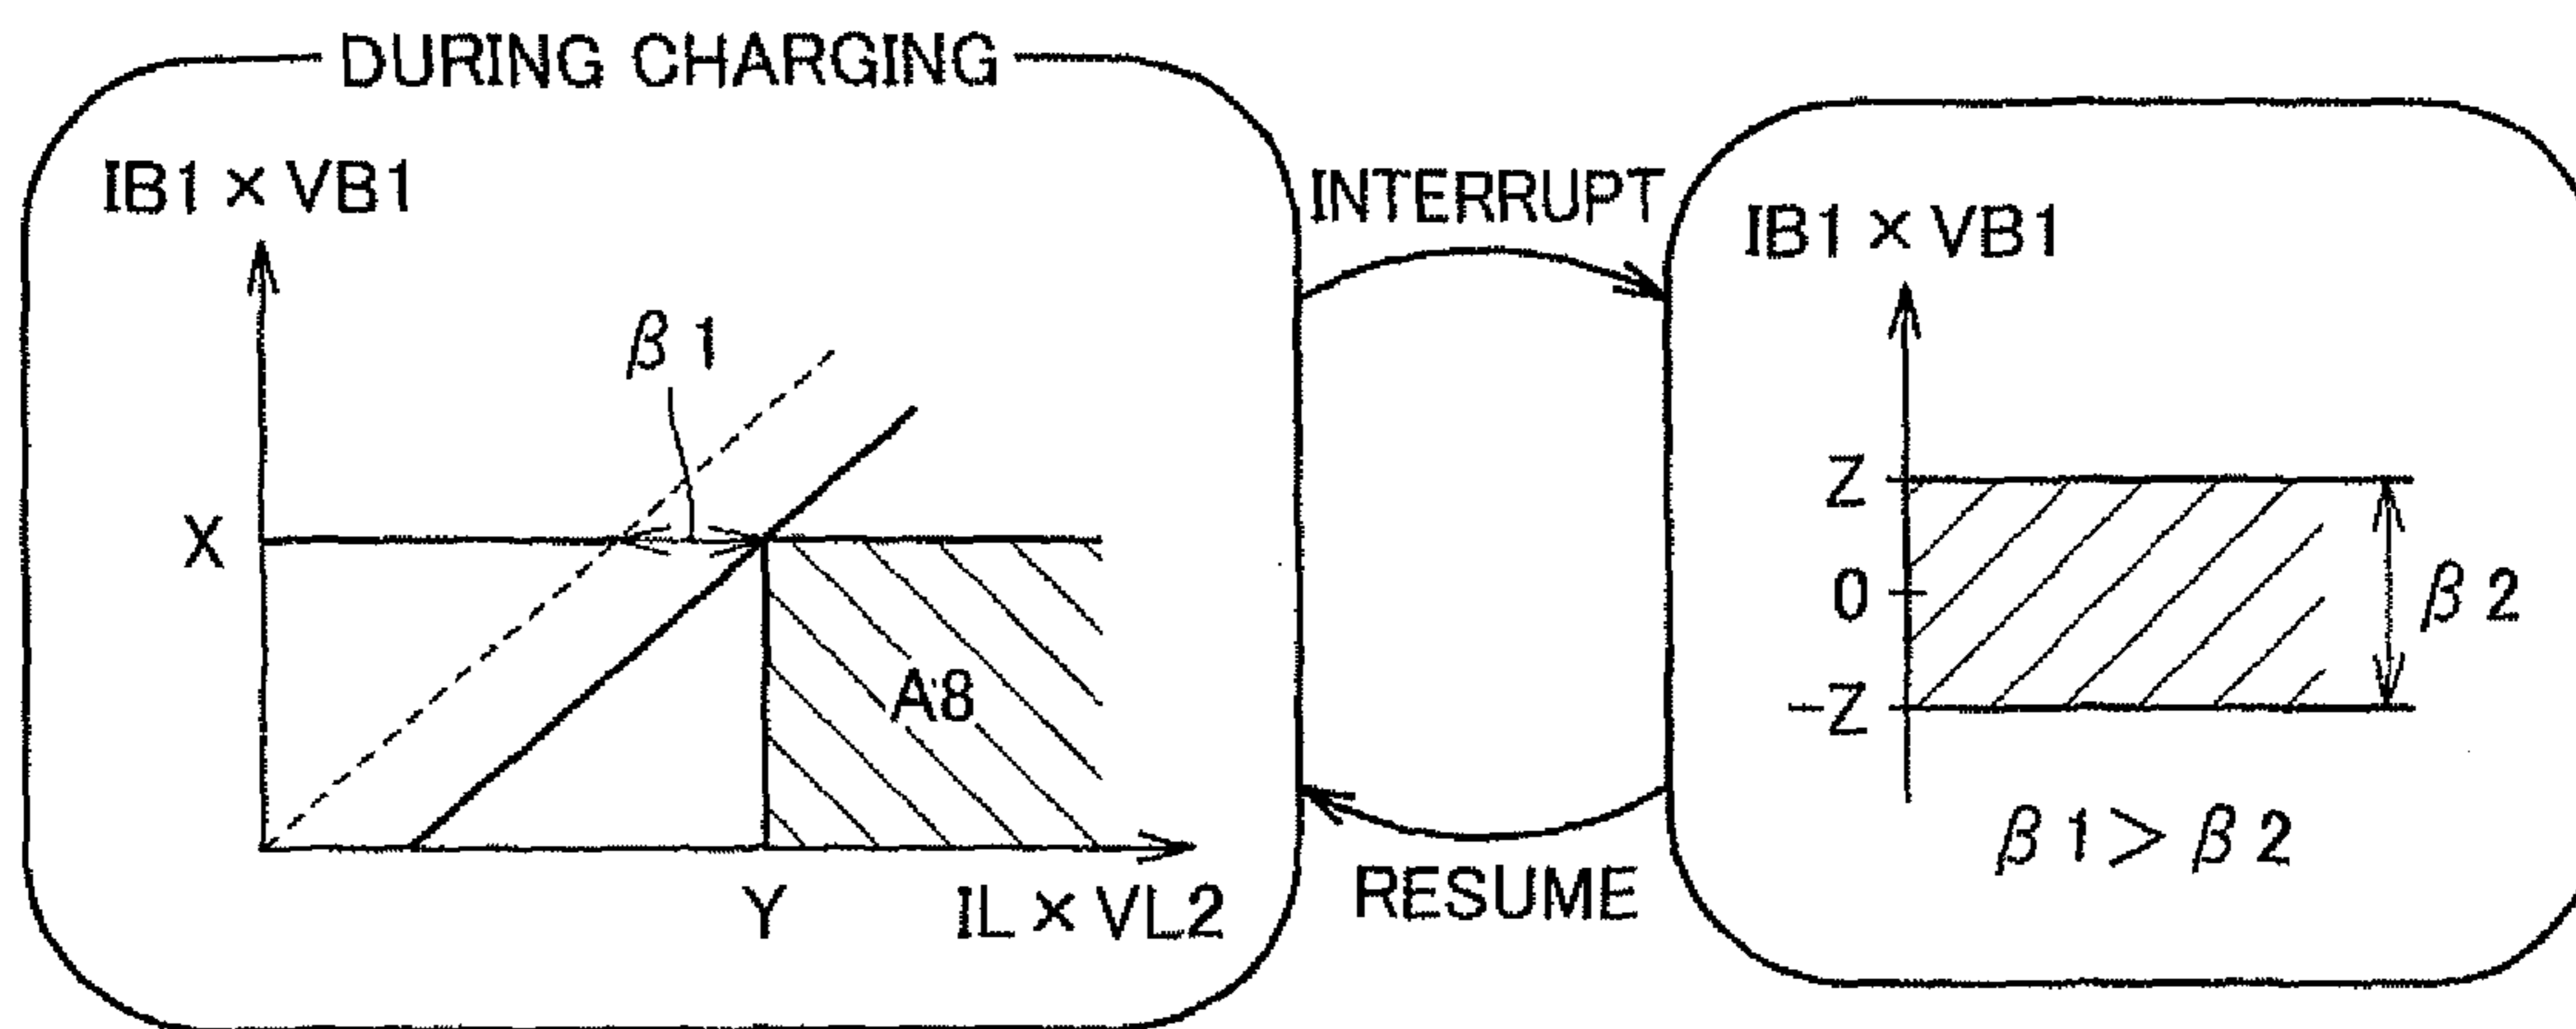 DURING CHARGING
IB1 × VB1
β1
X
A8
Y
IL × VL2
INTERRUPT
RESUME
IB1 × VB1
Z
0
−Z
β2
β1>β2